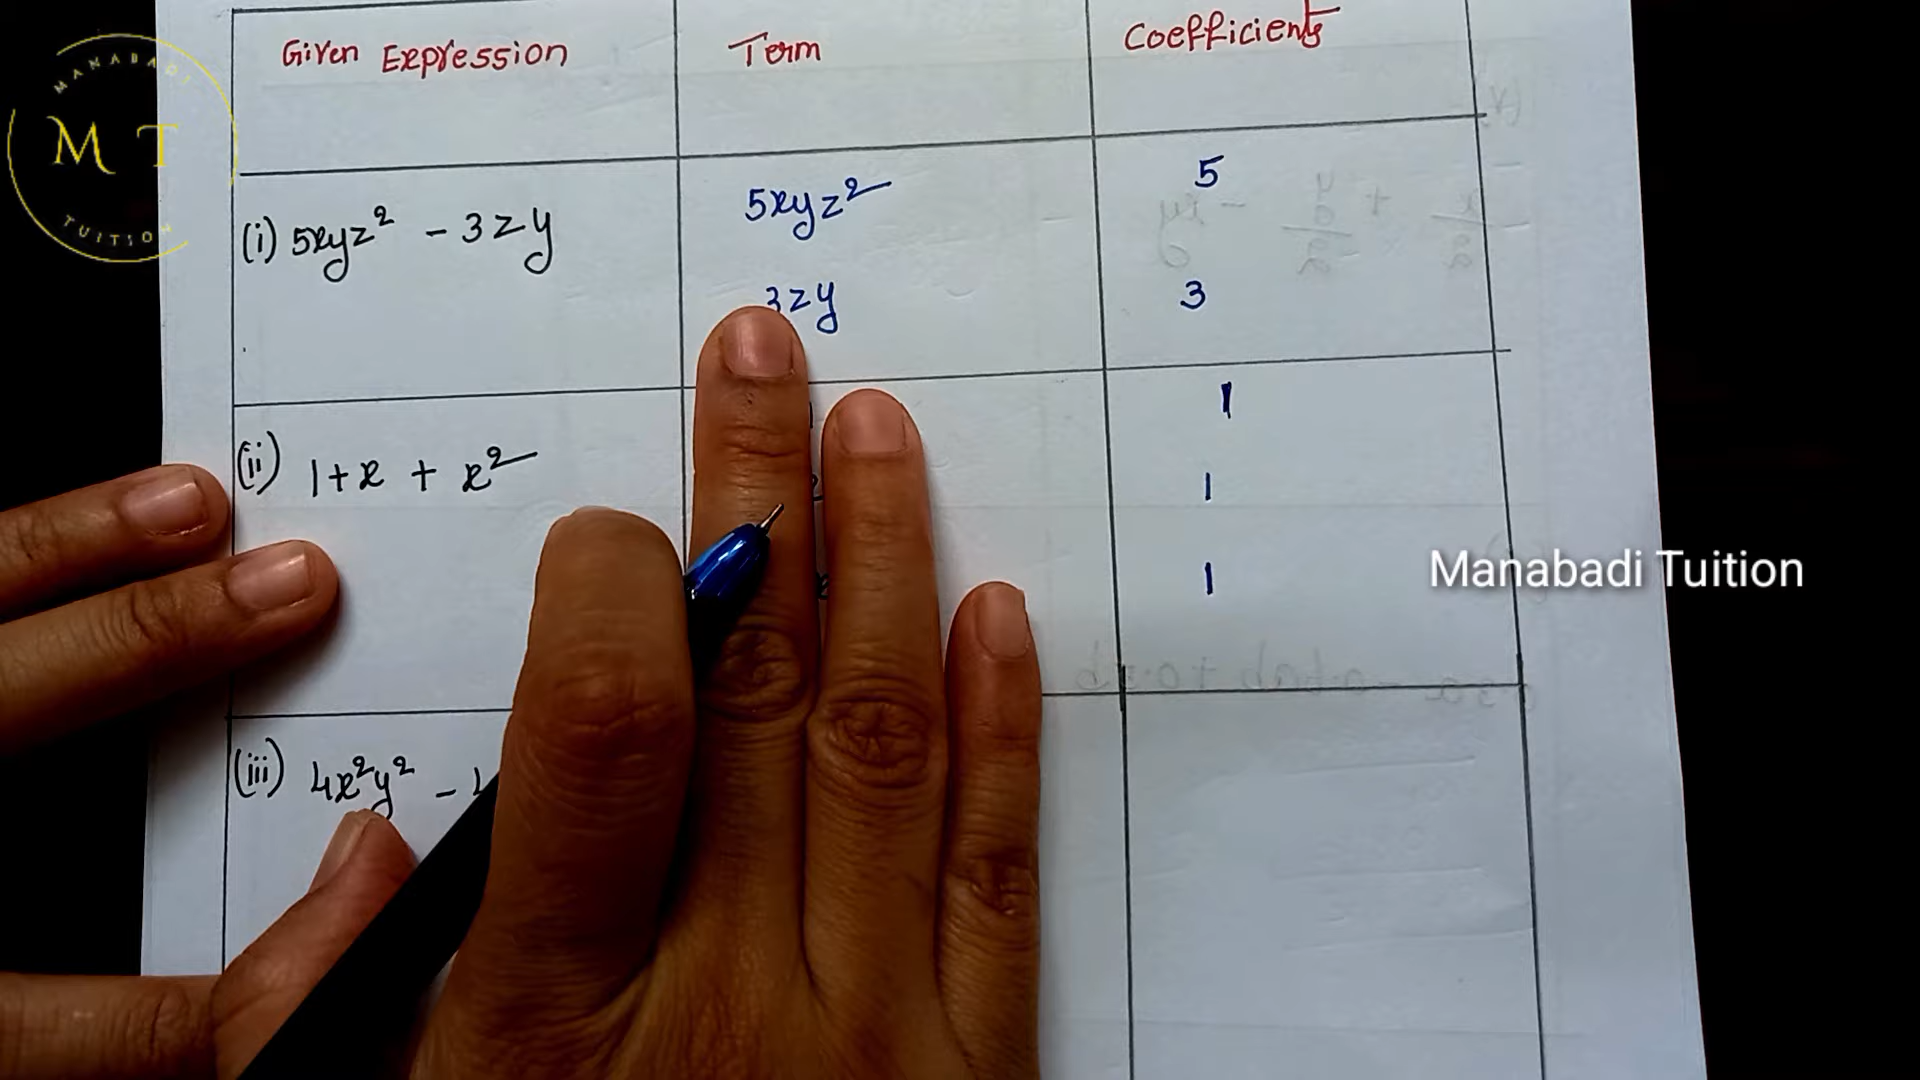 MANABADI
M T
TUITION
Given Expression
Term
Coefficients
(i) 5xyz² - 3zy
5xyz²
5
3zy
3
(ii) 1+x + x²
1
1
1
(iii) 4x²y² - 4
Manabadi Tuition